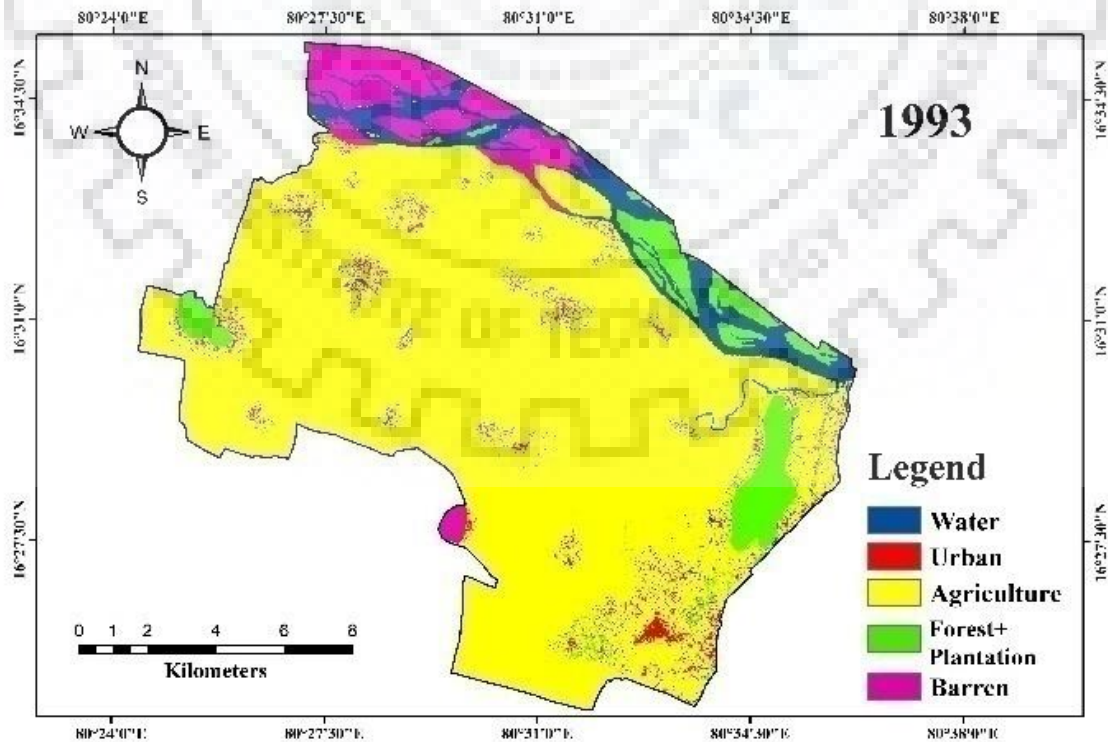 80°24'0"E 80°27'30"E 80°31'0"E 80°34'30"E 80°38'0"E
16°34'30"N
16°34'30"N
N
W E
S
1993
16°31'0"N
16°31'0"N
OF TECH
16°27'30"N
16°27'30"N
Legend
Water
Urban
Agriculture
Forest+
Plantation
Barren
0 1 2 4 6 8
Kilometers
80°24'0"E 80°27'30"E 80°31'0"E 80°34'30"E 80°38'0"E